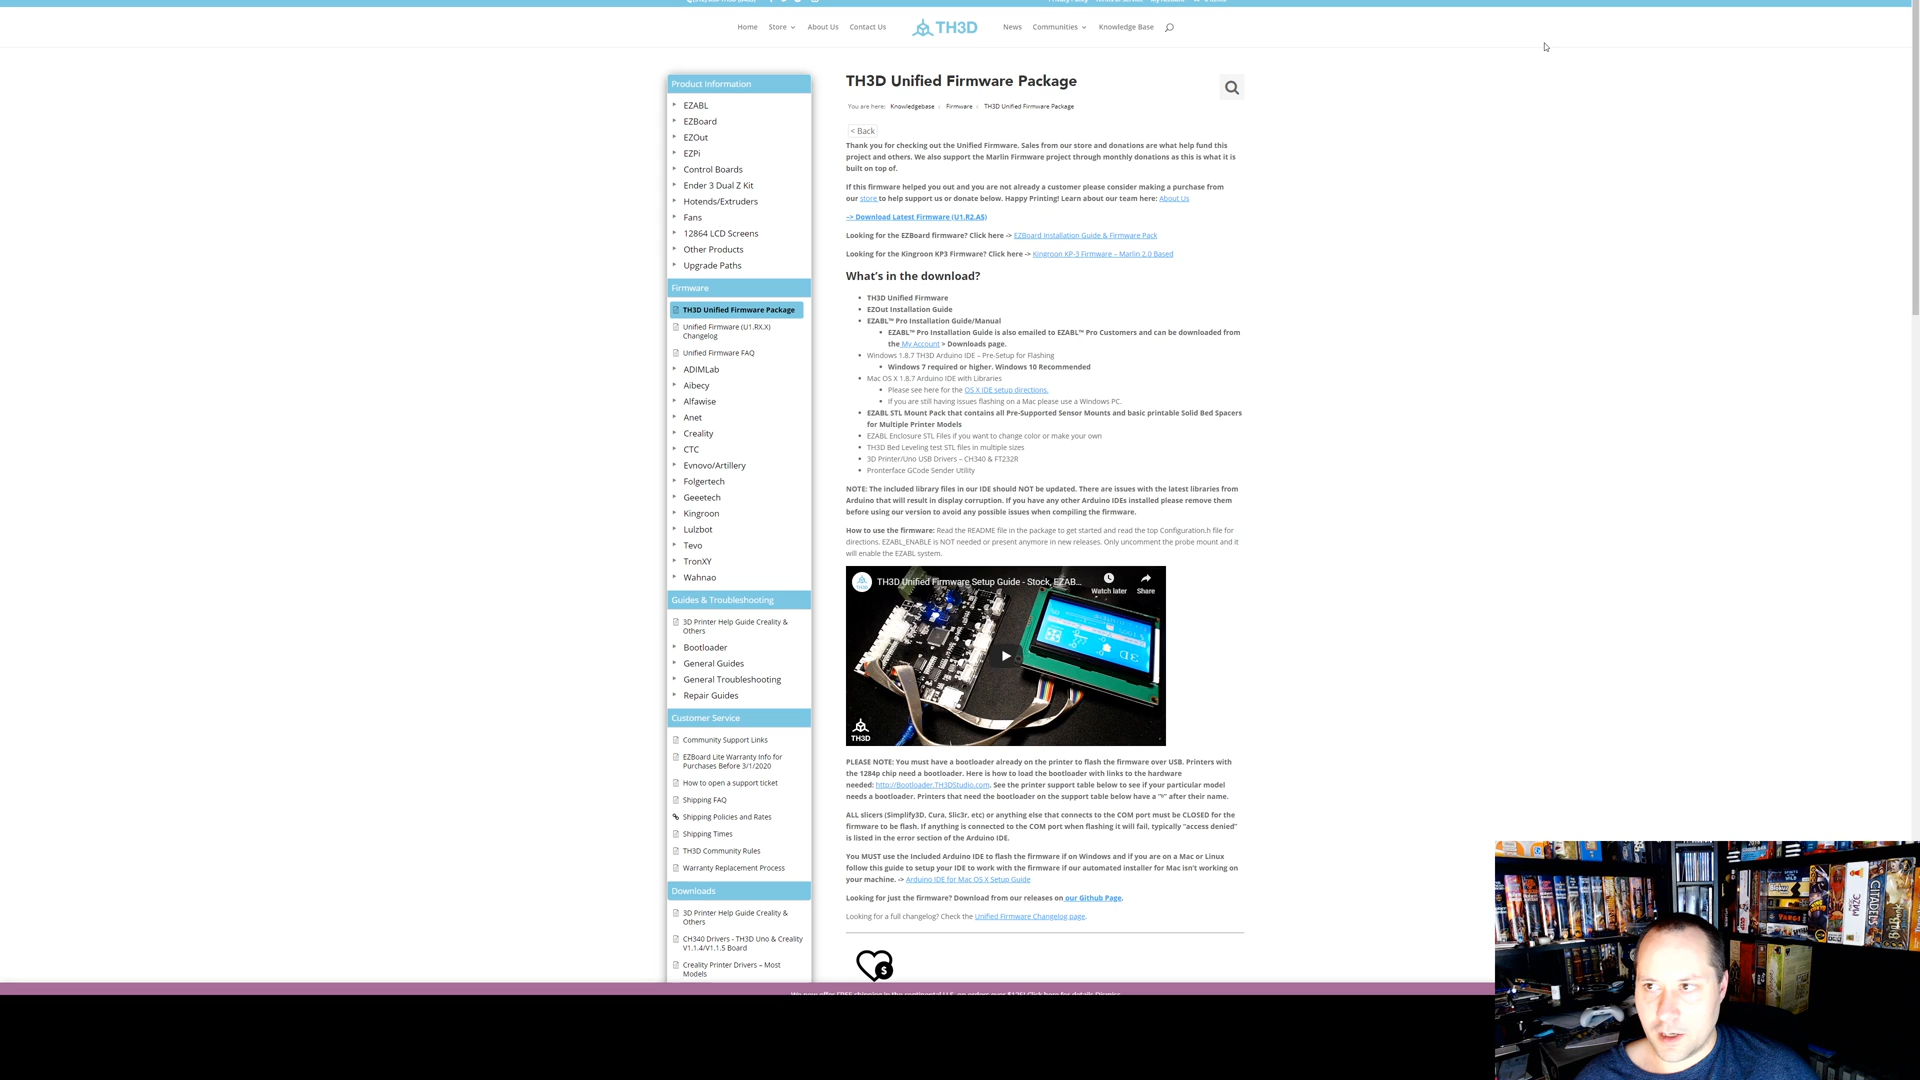 Home
Store
About Us
Contact Us
TH3D
News
Communities
Knowledge Base
Product Information
EZABL
EZBoard
EZOut
EZPi
Control Boards
Ender 3 Dual Z Kit
Hotends/Extruders
Fans
12864 LCD Screens
Other Products
Upgrade Paths
Firmware
TH3D Unified Firmware Package
Unified Firmware (U1.RX.X)
Changelog
Unified Firmware FAQ
ADIMLab
Aibecy
Alfawise
Anet
Creality
CTC
Evnovo/Artillery
Folgertech
Geeetech
Kingroon
Lulzbot
Tevo
TronXY
Wanhao
Guides & Troubleshooting
3D Printer Help Guide Creality &
Others
Bootloader
General Guides
General Troubleshooting
Repair Guides
Customer Service
Community Support Links
EZBoard Lite Warranty Info for
Purchases Before 3/1/2020
How to open a support ticket
Shipping FAQ
Shipping Policies and Rates
Shipping Times
TH3D Community Rules
Warranty Replacement Process
Downloads
3D Printer Help Guide Creality &
Others
CH340 Drivers - TH3D Uno & Creality
V1.1.4/V1.1.5 Board
Creality Printer Drivers – Most
Models
TH3D Unified Firmware Package
You are here: Knowledgebase
Firmware
TH3D Unified Firmware Package
< Back
Thank you for checking out the Unified Firmware. Sales from our store and donations are what help fund this
project and others. We also support the Marlin Firmware project through monthly donations as this is what it is
built on top of.
If this firmware helped you out and you are not already a customer please consider making a purchase from
our store to help support us or donate below. Happy Printing! Learn about our team here: About Us
–> Download Latest Firmware (U1.R2.A5)
Looking for the EZBoard firmware? Click here -> EZBoard Installation Guide & Firmware Pack
Looking for the Kingroon KP3 Firmware? Click here -> Kingroon KP-3 Firmware – Marlin 2.0 Based
What's in the download?
• TH3D Unified Firmware
• EZOut Installation Guide
• EZABL™ Pro Installation Guide/Manual
• EZABL™ Pro Installation Guide is also emailed to EZABL™ Pro Customers and can be downloaded from
the My Account > Downloads page.
• Windows 1.8.7 TH3D Arduino IDE – Pre-Setup for Flashing
• Windows 7 required or higher. Windows 10 Recommended
• Mac OS X 1.8.7 Arduino IDE with Libraries
• Please see here for the OS X IDE setup directions.
• If you are still having issues flashing on a Mac please use a Windows PC.
• EZABL STL Mount Pack that contains all Pre-Supported Sensor Mounts and basic printable Solid Bed Spacers
for Multiple Printer Models
• EZABL Enclosure STL Files if you want to change color or make your own
• TH3D Bed Leveling test STL files in multiple sizes
• 3D Printer/Uno USB Drivers – CH340 & FT232R
• Pronterface GCode Sender Utility
NOTE: The included library files in our IDE should NOT be updated. There are issues with the latest libraries from
Arduino that will result in display corruption. If you have any other Arduino IDEs installed please remove them
before using our version to avoid any possible issues when compiling the firmware.
How to use the firmware: Read the README file in the package to get started and read the top Configuration.h file for
directions. EZABL_ENABLE is NOT needed or present anymore in new releases. Only uncomment the probe mount and it
will enable the EZABL system.
TH3D Unified Firmware Setup Guide - Stock, EZAB...
Watch later
Share
TH3D
PLEASE NOTE: You must have a bootloader already on the printer to flash the firmware over USB. Printers with
the 1284p chip need a bootloader. Here is how to load the bootloader with links to the hardware
needed: http://Bootloader.TH3DStudio.com. See the printer support table below to see if your particular model
needs a bootloader. Printers that need the bootloader on the support table below have a "*" after their name.
ALL slicers (Simplify3D, Cura, Slic3r, etc) or anything else that connects to the COM port must be CLOSED for the
firmware to be flash. If anything is connected to the COM port when flashing it will fail, typically "access denied"
is listed in the error section of the Arduino IDE.
You MUST use the Included Arduino IDE to flash the firmware if on Windows and if you are on a Mac or Linux
follow this guide to setup your IDE to work with the firmware if our automated installer for Mac isn't working on
your machine. -> Arduino IDE for Mac OS X Setup Guide
Looking for just the firmware? Download from our releases on our Github Page.
Looking for a full changelog? Check the Unified Firmware Changelog page.
CITADELS